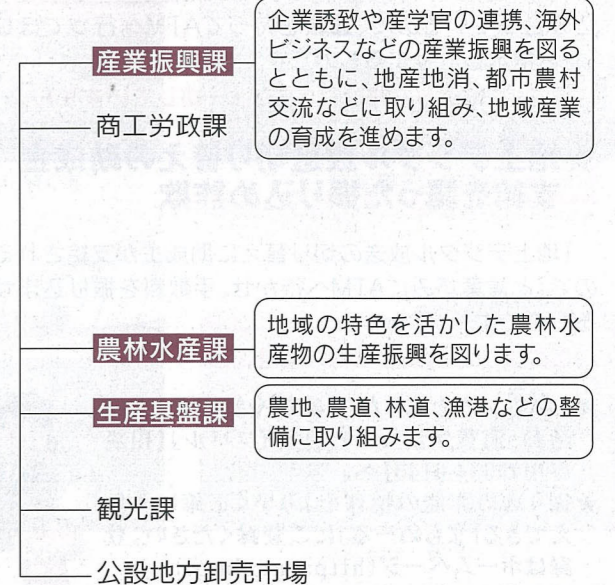 産業振興課
企業誘致や産学官の連携、海外
ビジネスなどの産業振興を図る
とともに、地産地消、都市農村
交流などに取り組み、地域産業
の育成を進めます。
商工労政課
農林水産課
地域の特色を活かした農林水
産物の生産振興を図ります。
生産基盤課
農地、農道、林道、漁港などの整
備に取り組みます。
観光課
公設地方卸売市場